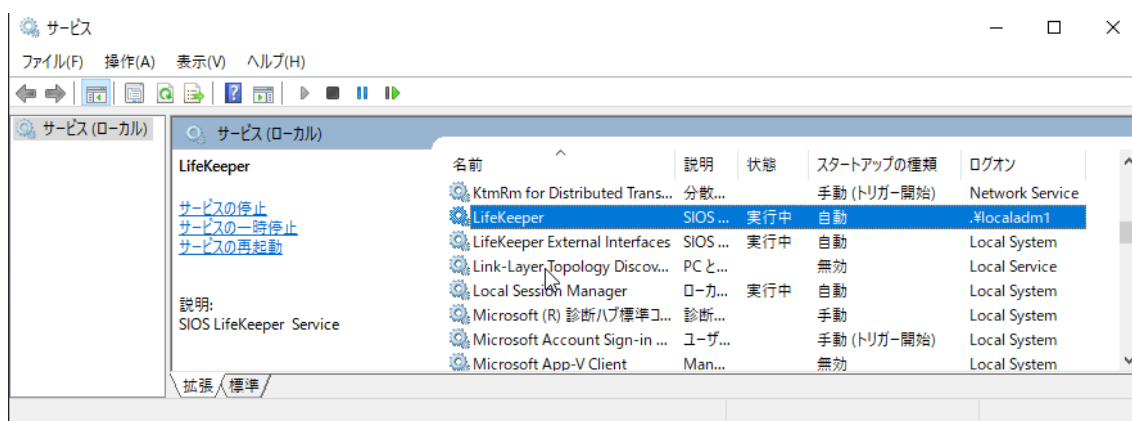 サービス
ファイル(F) 操作(A) 表示(V) ヘルプ(H)
サービス (ローカル)
サービス (ローカル)
LifeKeeper
サービスの停止
サービスの一時停止
サービスの再起動
説明:
SIOS LifeKeeper Service
名前 説明 状態 スタートアップの種類 ログオン
KtmRm for Distributed Trans... 分散... 手動 (トリガー開始) Network Service
LifeKeeper SIOS ... 実行中 自動 .¥localadm1
LifeKeeper External Interfaces SIOS ... 実行中 自動 Local System
Link-Layer Topology Discov... PC と... 無効 Local Service
Local Session Manager ローカ... 実行中 自動 Local System
Microsoft (R) 診断ハブ標準コ... 診断... 手動 Local System
Microsoft Account Sign-in ... ユーザ... 手動 (トリガー開始) Local System
Microsoft App-V Client Man... 無効 Local System
拡張 標準